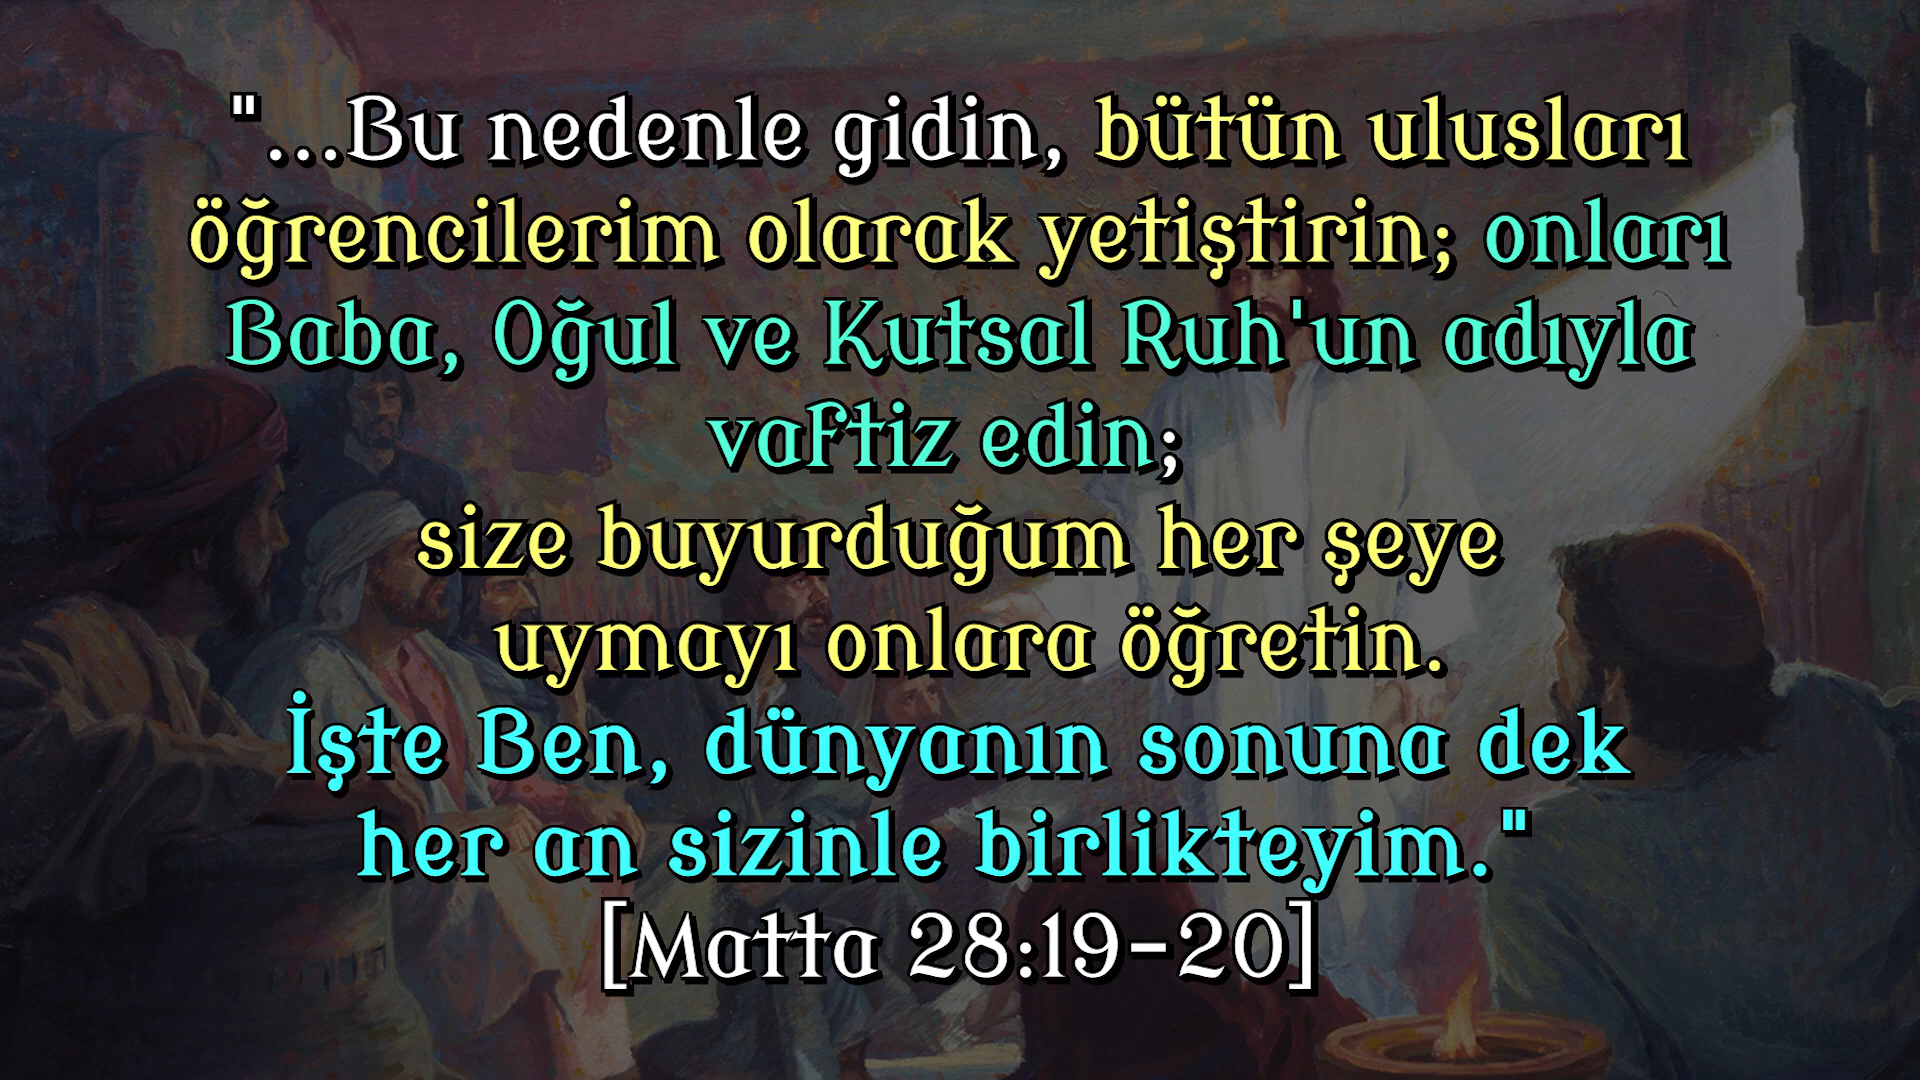 "...Bu nedenle gidin, bütün ulusları
öğrencilerim olarak yetiştirin; onları
Baba, Oğul ve Kutsal Ruh'un adıyla
vaftiz edin;
size buyurduğum her şeye
uymayı onlara öğretin.
İşte Ben, dünyanın sonuna dek
her an sizinle birlikteyim."
[Matta 28:19-20]